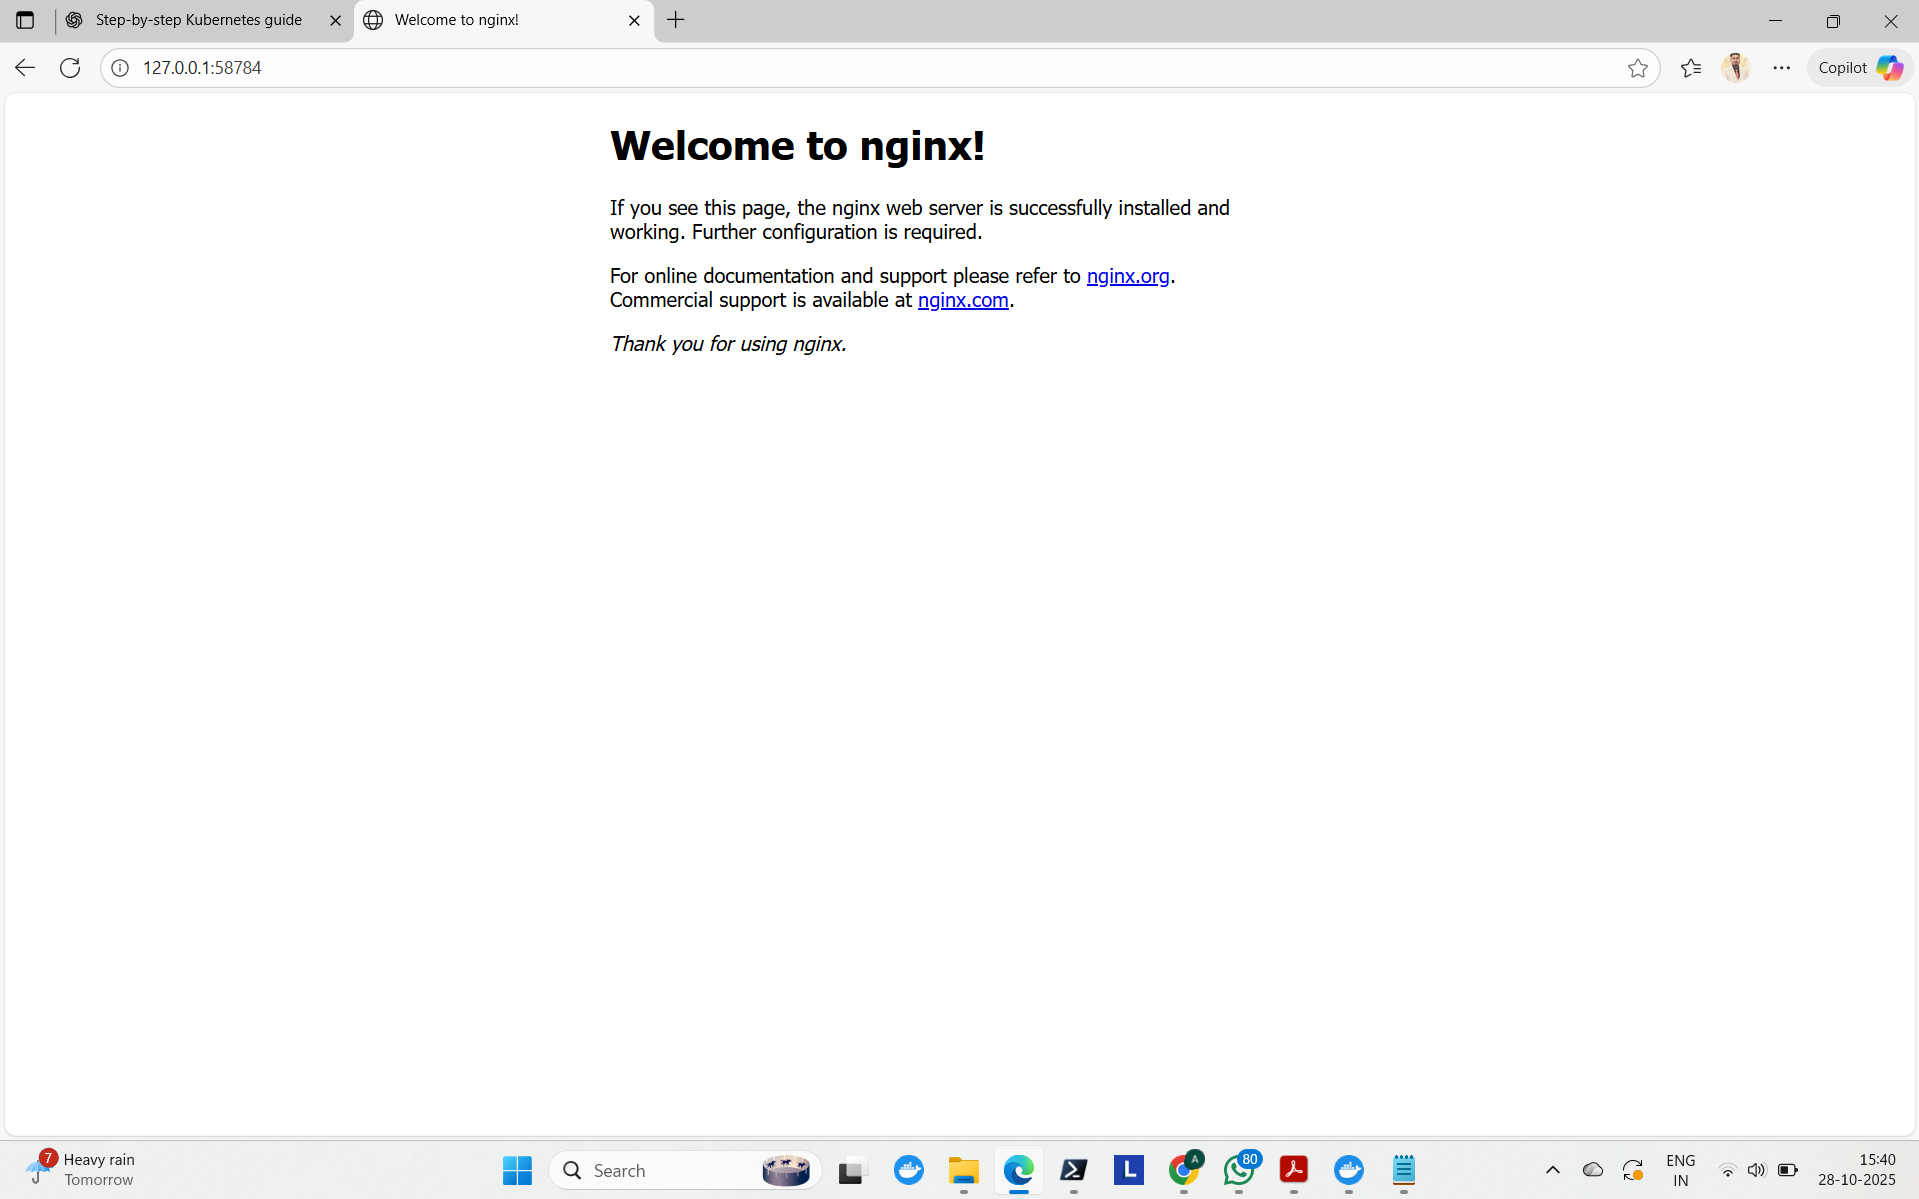 Step-by-step Kubernetes guide
Welcome to nginx!
127.0.0.1:58784
Copilot
Welcome to nginx!
If you see this page, the nginx web server is successfully installed and
working. Further configuration is required.
For online documentation and support please refer to nginx.org.
Commercial support is available at nginx.com.
Thank you for using nginx.
7
Heavy rain
Tomorrow
Search
L
A
80
ENG
IN
15:40
28-10-2025